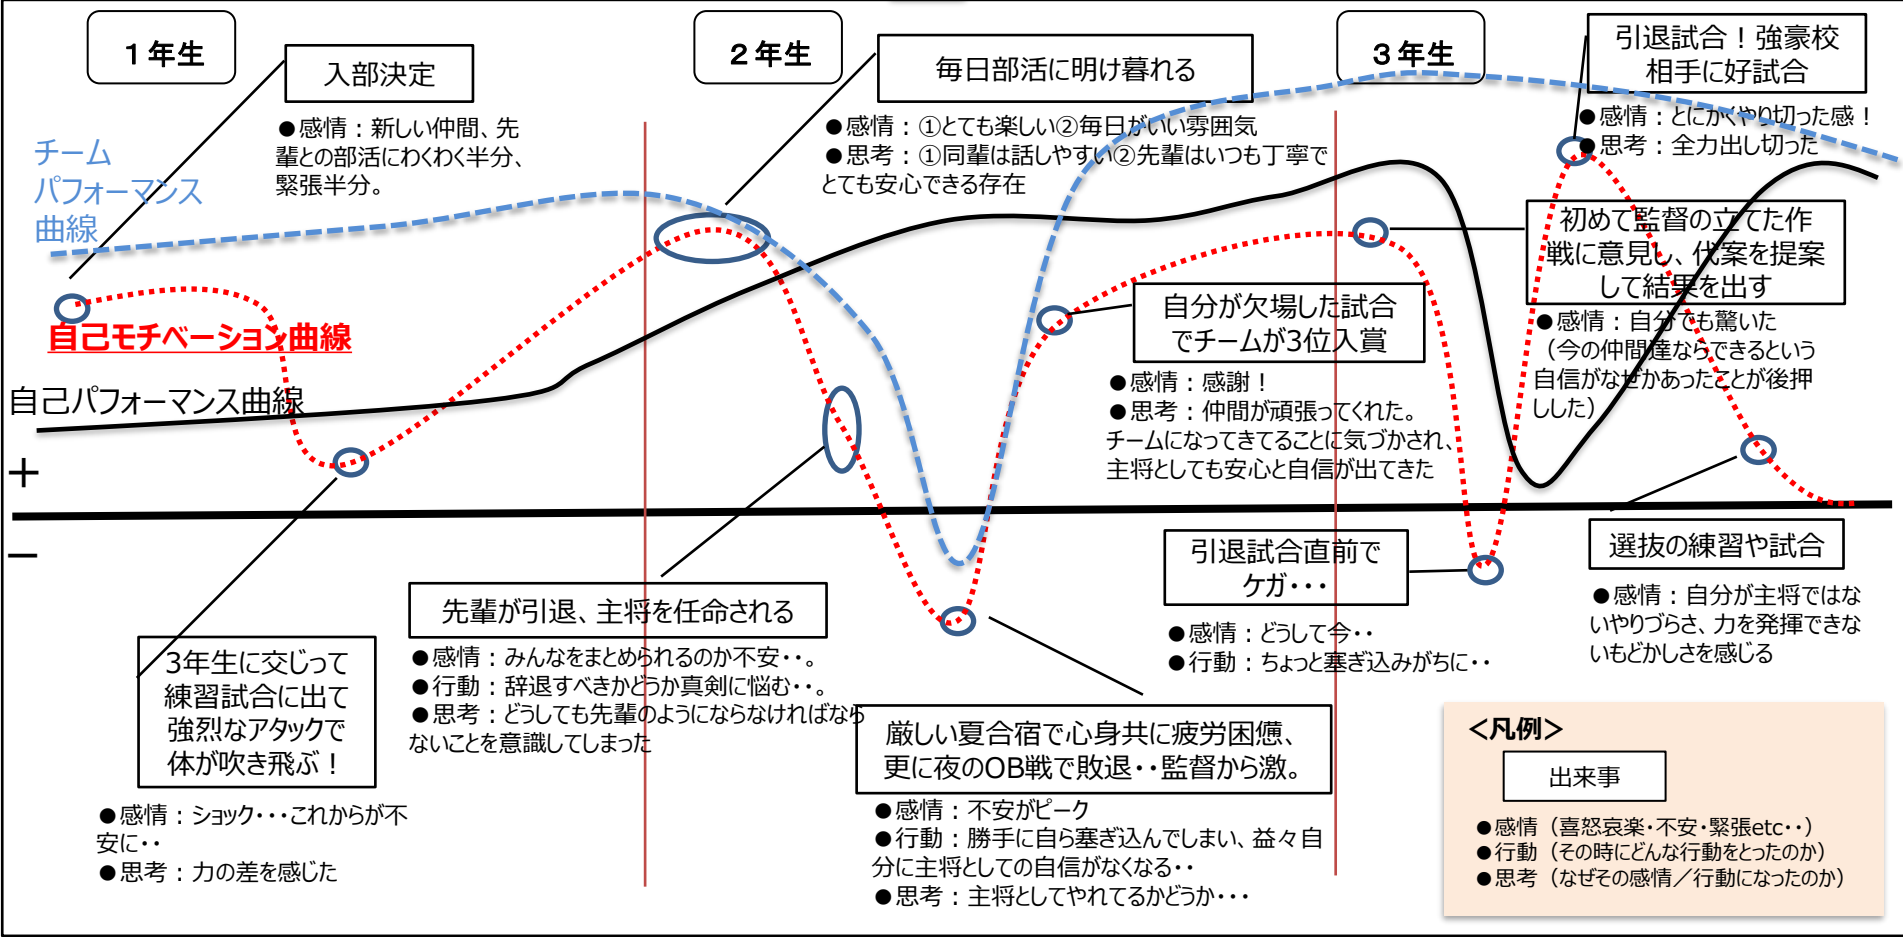 １年生
入部決定
●感情：新しい仲間、先
輩との部活にわくわく半分、
緊張半分。
チーム
パフォーマンス
曲線
自己モチベーション曲線
自己パフォーマンス曲線
＋
－
3年生に交じって
練習試合に出て
強烈なアタックで
体が吹き飛ぶ！
●感情：ショック・・・これからが不
安に・・
●思考：力の差を感じた
２年生
毎日部活に明け暮れる
●感情：①とても楽しい②毎日がいい雰囲気
●思考：①同輩は話しやすい②先輩はいつも丁寧で
とても安心できる存在
先輩が引退、主将を任命される
●感情：みんなをまとめられるのか不安・・。
●行動：辞退すべきかどうか真剣に悩む・・。
●思考：どうしても先輩のようにならなければなら
ないことを意識してしまった
厳しい夏合宿で心身共に疲労困憊、
更に夜のOB戦で敗退・・監督から激。
●感情：不安がピーク
●行動：勝手に自ら塞ぎ込んでしまい、益々自
分に主将としての自信がなくなる・・
●思考：主将としてやれてるかどうか・・・
自分が欠場した試合
でチームが3位入賞
●感情：感謝！
●思考：仲間が頑張ってくれた。
チームになってきてることに気づかされ、
主将としても安心と自信が出てきた
３年生
初めて監督の立てた作
戦に意見し、代案を提案
して結果を出す
●感情：自分でも驚いた
（今の仲間達ならできるという
自信がなぜかあったことが後押
しした）
引退試合直前で
ケガ・・・
●感情：どうして今・・
●行動：ちょっと塞ぎ込みがちに・・
引退試合！強豪校
相手に好試合
●感情：とにかくやり切った感！
●思考：全力出し切った
選抜の練習や試合
●感情：自分が主将ではな
いやりづらさ、力を発揮できな
いもどかしさを感じる
＜凡例＞
出来事
●感情（喜怒哀楽・不安・緊張etc・・）
●行動（その時にどんな行動をとったのか）
●思考（なぜその感情／行動になったのか）